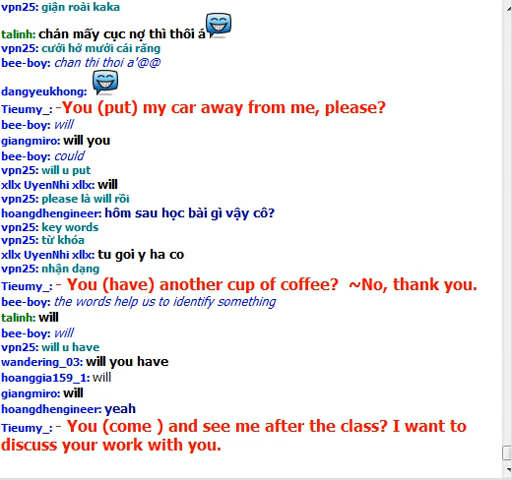 vpn25: giận roài kaka
talinh: chán mấy cục nợ thì thôi á
vpn25: cười hở mười cái răng
bee-boy: chan thi thoi a'@@
dangyeukhong:
Tieumy_: -You (put) my car away from me, please?
bee-boy: will
giangmiro: will you
bee-boy: could
vpn25: will u put
xllx UyenNhi xllx: will
vpn25: please là will rồi
hoangdhengineer: hôm sau học bài gì vậy cô?
vpn25: key words
vpn25: từ khóa
xllx UyenNhi xllx: tu goi y ha co
vpn25: nhận dạng
Tieumy_: - You (have) another cup of coffee? ~No, thank you.
bee-boy: the words help us to identify something
talinh: will
bee-boy: will
vpn25: will u have
wandering_03: will you have
hoanggia159_1: will
giangmiro: will
hoangdhengineer: yeah
Tieumy_: - You (come ) and see me after the class? I want to
discuss your work with you.